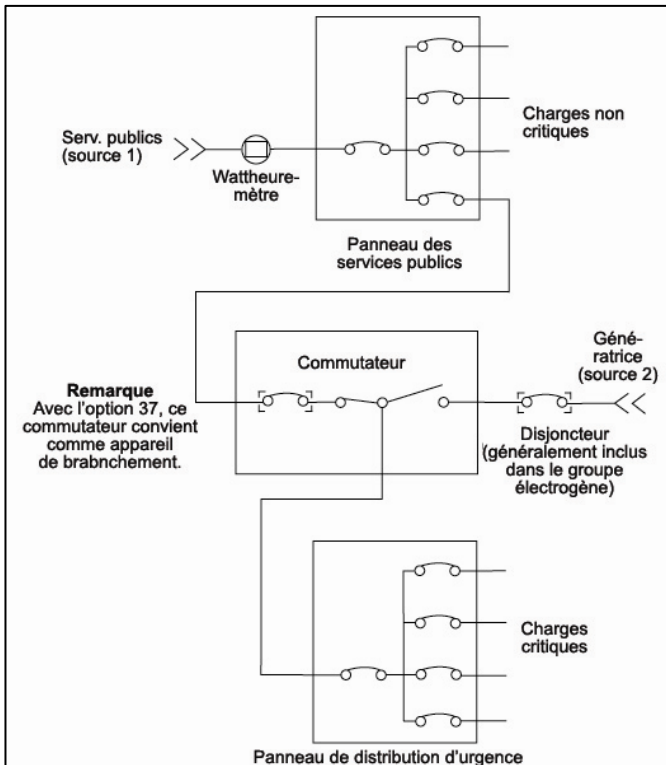 Serv. publics
(source 1)
Wattheure-
mètre
Charges non
critiques
Panneau des
services publics
Commutateur
Géné-
ratrice
(source 2)
Remarque
Avec l'option 37, ce
commutateur convient
comme appareil
de brabnchement.
Disjoncteur
(généralement inclus
dans le groupe
électrogène)
Charges
critiques
Panneau de distribution d'urgence